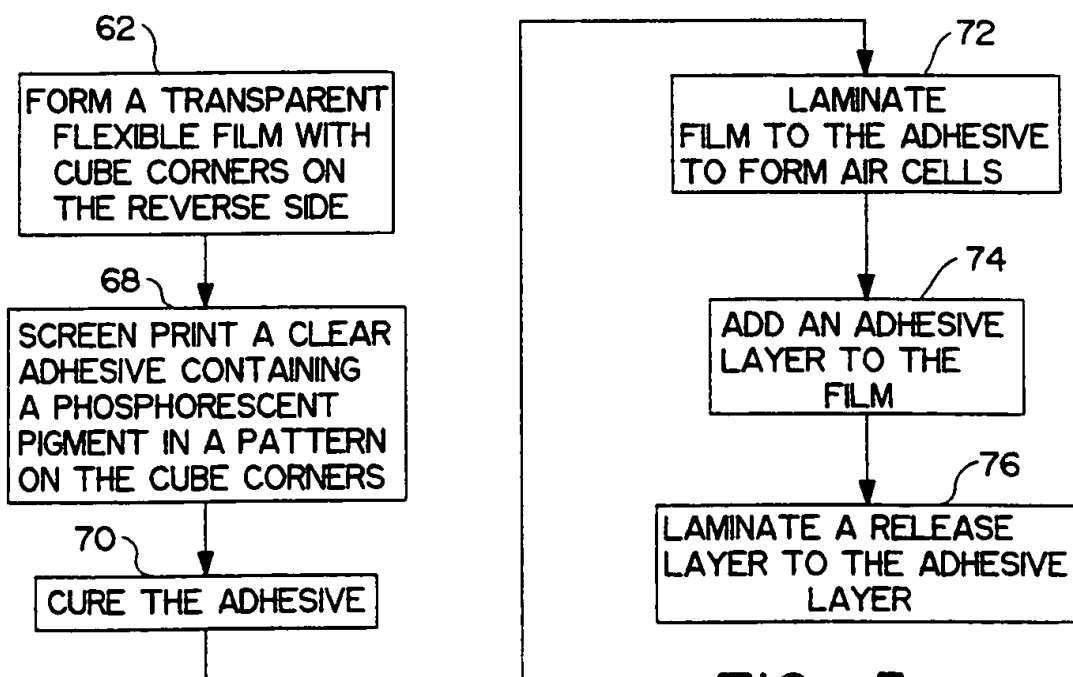 62
FORM A TRANSPARENT
FLEXIBLE FILM WITH
CUBE CORNERS ON
THE REVERSE SIDE
68
SCREEN PRINT A CLEAR
ADHESIVE CONTAINING
A PHOSPHORESCENT
PIGMENT IN A PATTERN
ON THE CUBE CORNERS
70
CURE THE ADHESIVE
72
LAMINATE
FILM TO THE ADHESIVE
TO FORM AIR CELLS
74
ADD AN ADHESIVE
LAYER TO THE
FILM
76
LAMINATE A RELEASE
LAYER TO THE ADHESIVE
LAYER